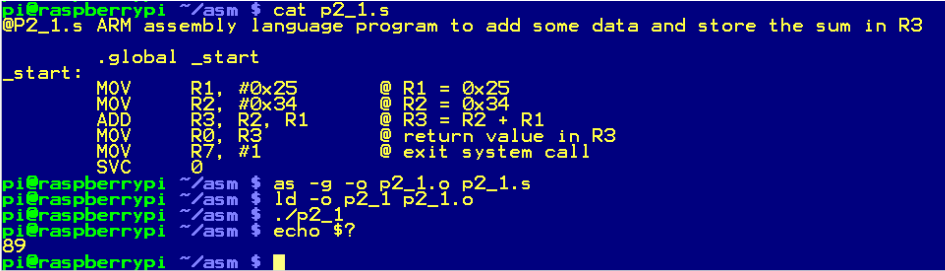 pi@raspberrypi ~/asm $ cat p2_1.s
@P2_1.s ARM assembly language program to add some data and store the sum in R3
        .global _start
_start:
        MOV     R1, #0x25       @ R1 = 0x25
        MOV     R2, #0x34       @ R2 = 0x34
        ADD     R3, R2, R1      @ R3 = R2 + R1
        MOV     R0, R3          @ return value in R3
        MOV     R7, #1          @ exit system call
        SVC     0
pi@raspberrypi ~/asm $ as -g -o p2_1.o p2_1.s
pi@raspberrypi ~/asm $ ld -o p2_1 p2_1.o
pi@raspberrypi ~/asm $ ./p2_1
pi@raspberrypi ~/asm $ echo $?
89
pi@raspberrypi ~/asm $